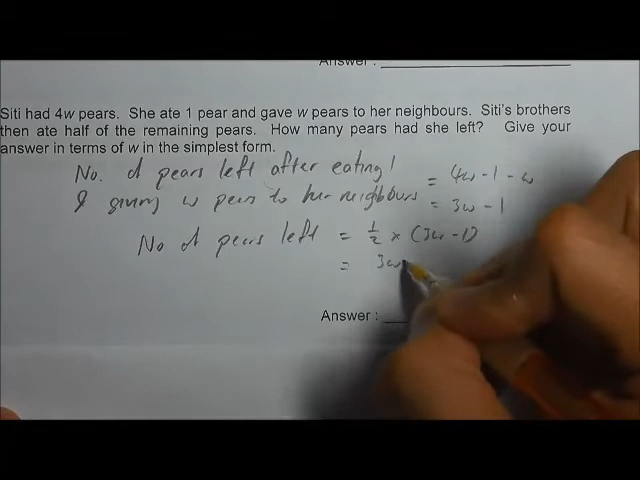 Answer :
Siti had 4w pears. She ate 1 pear and gave w pears to her neighbours. Siti's brothers
then ate half of the remaining pears. How many pears had she left? Give your
answer in terms of w in the simplest form.
No. of pears left after eating 1
& giving w pears to her neighbours = 4w - 1 - w
= 3w - 1
No of pears left = 1/2 × (3w - 1)
= 3w
Answer :